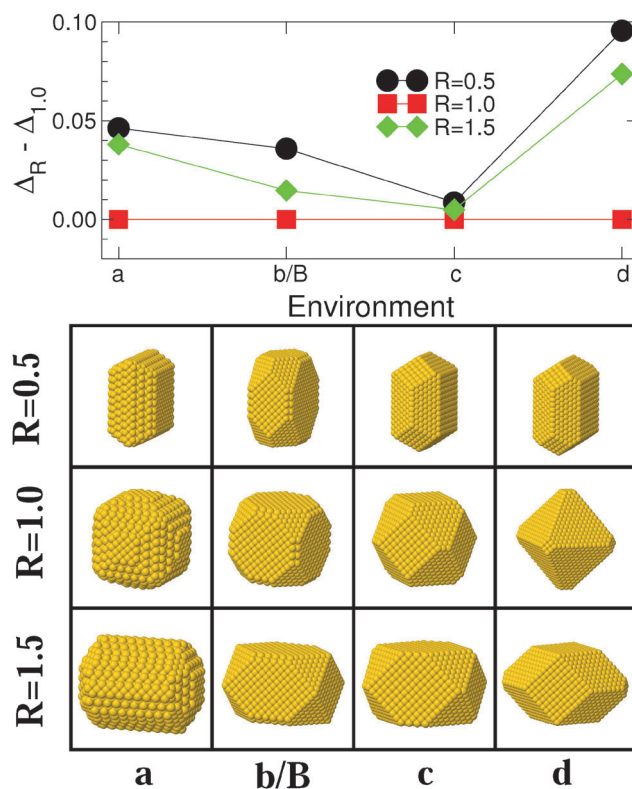 0.10
0.05
0.00
Δ_R - Δ_1.0
R=0.5
R=1.0
R=1.5
a b/B c d
Environment
R=0.5
R=1.0
R=1.5
a b/B c d